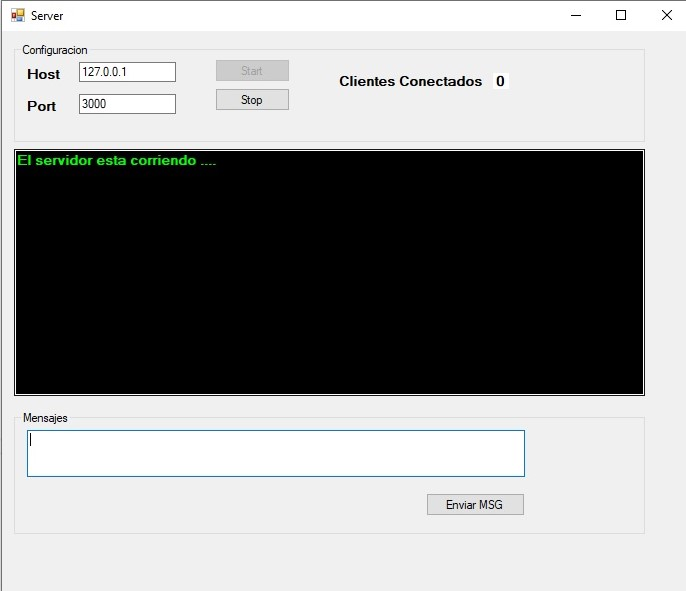 Server
Configuracion
Host 127.0.0.1 Start
Clientes Conectados 0
Port 3000 Stop
El servidor esta corriendo ....
Mensajes
Enviar MSG